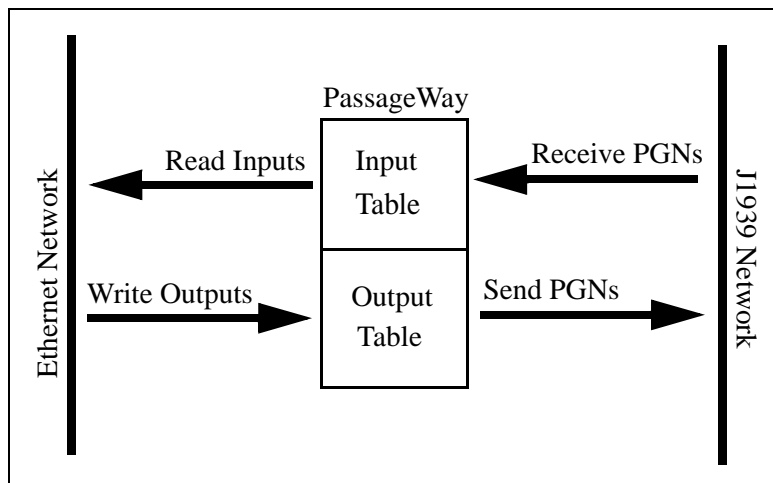 PassageWay
Read Inputs
Input
Table
Receive PGNs
Ethernet Network
J1939 Network
Write Outputs
Output
Table
Send PGNs